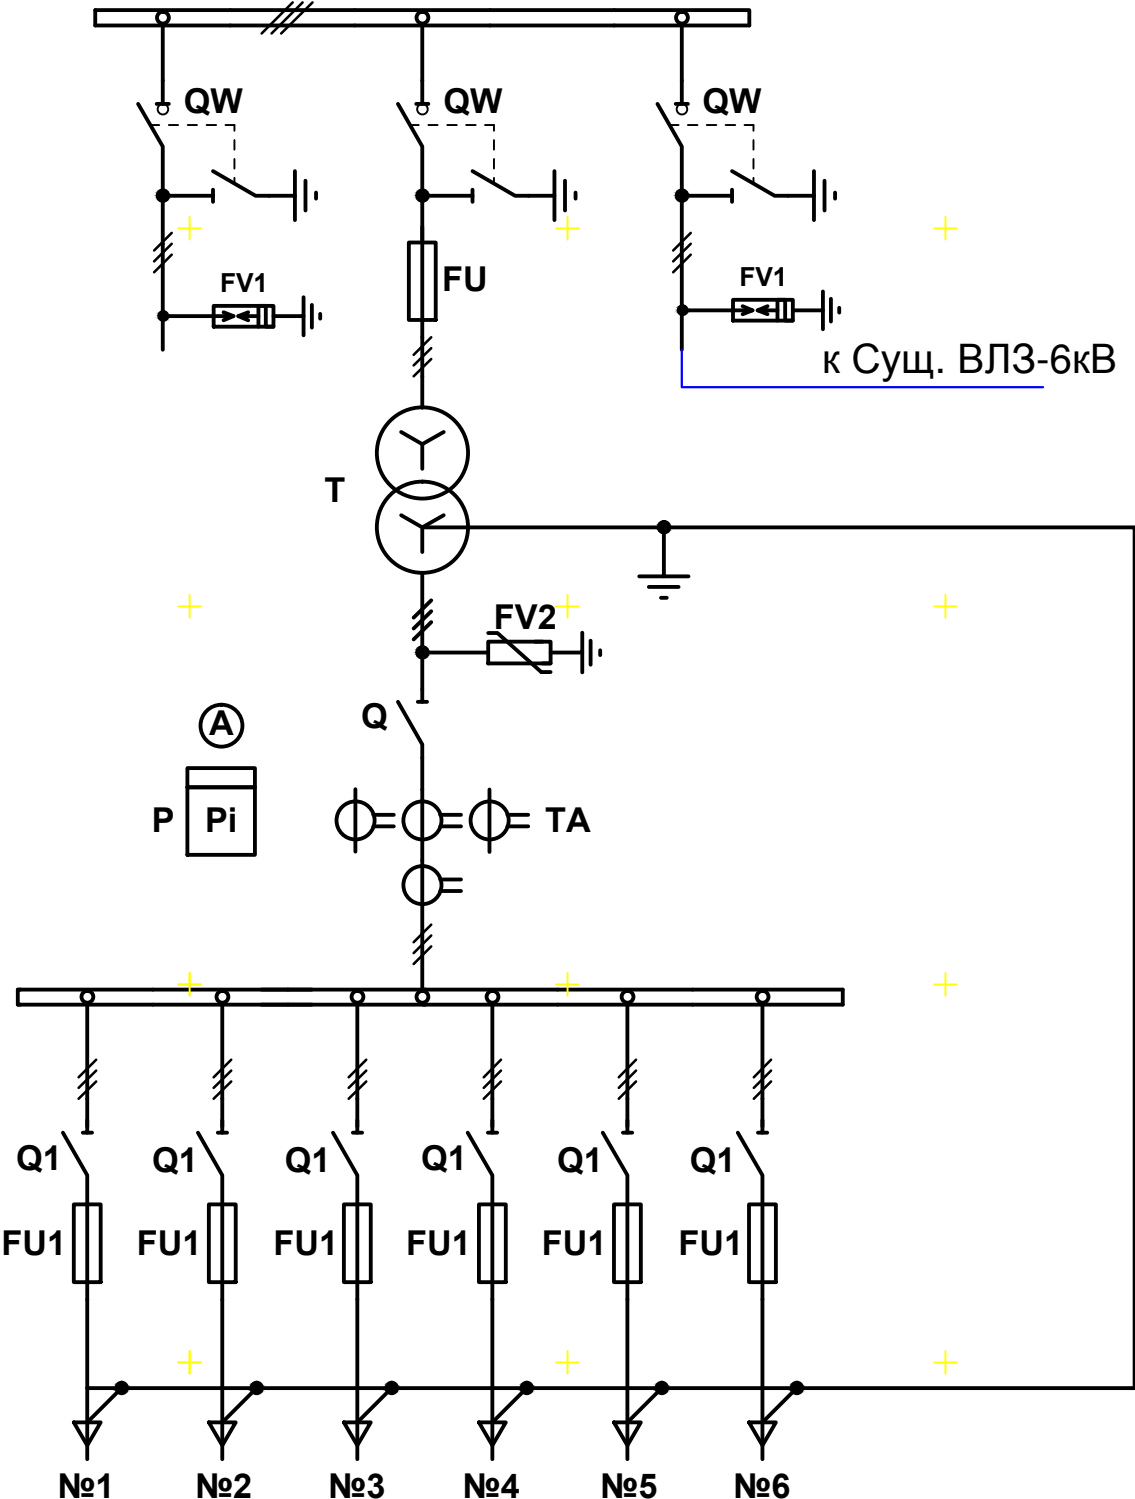 QW QW QW
FV1 FU FV1
к Сущ. ВЛЗ-6кВ
T
FV2
A Q
P Pi TA
Q1 Q1 Q1 Q1 Q1 Q1
FU1 FU1 FU1 FU1 FU1 FU1
№1 №2 №3 №4 №5 №6